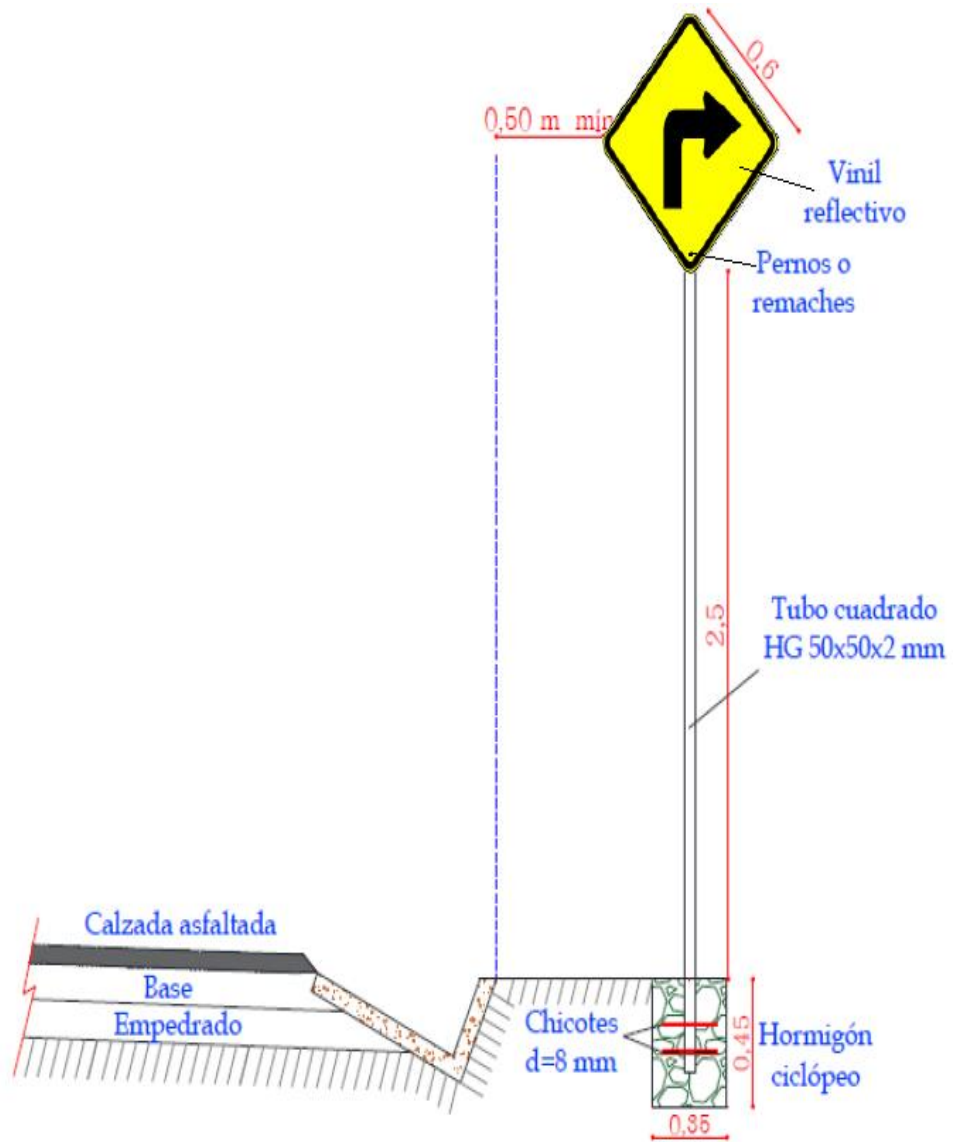 0,6
0,50 m mín
Vinil
reflectivo
Pernos o
remaches
2,5
Tubo cuadrado
HG 50x50x2 mm
Calzada asfaltada
Base
Empedrado
Chicotes
d=8 mm
0,45
Hormigón
ciclópeo
0,35